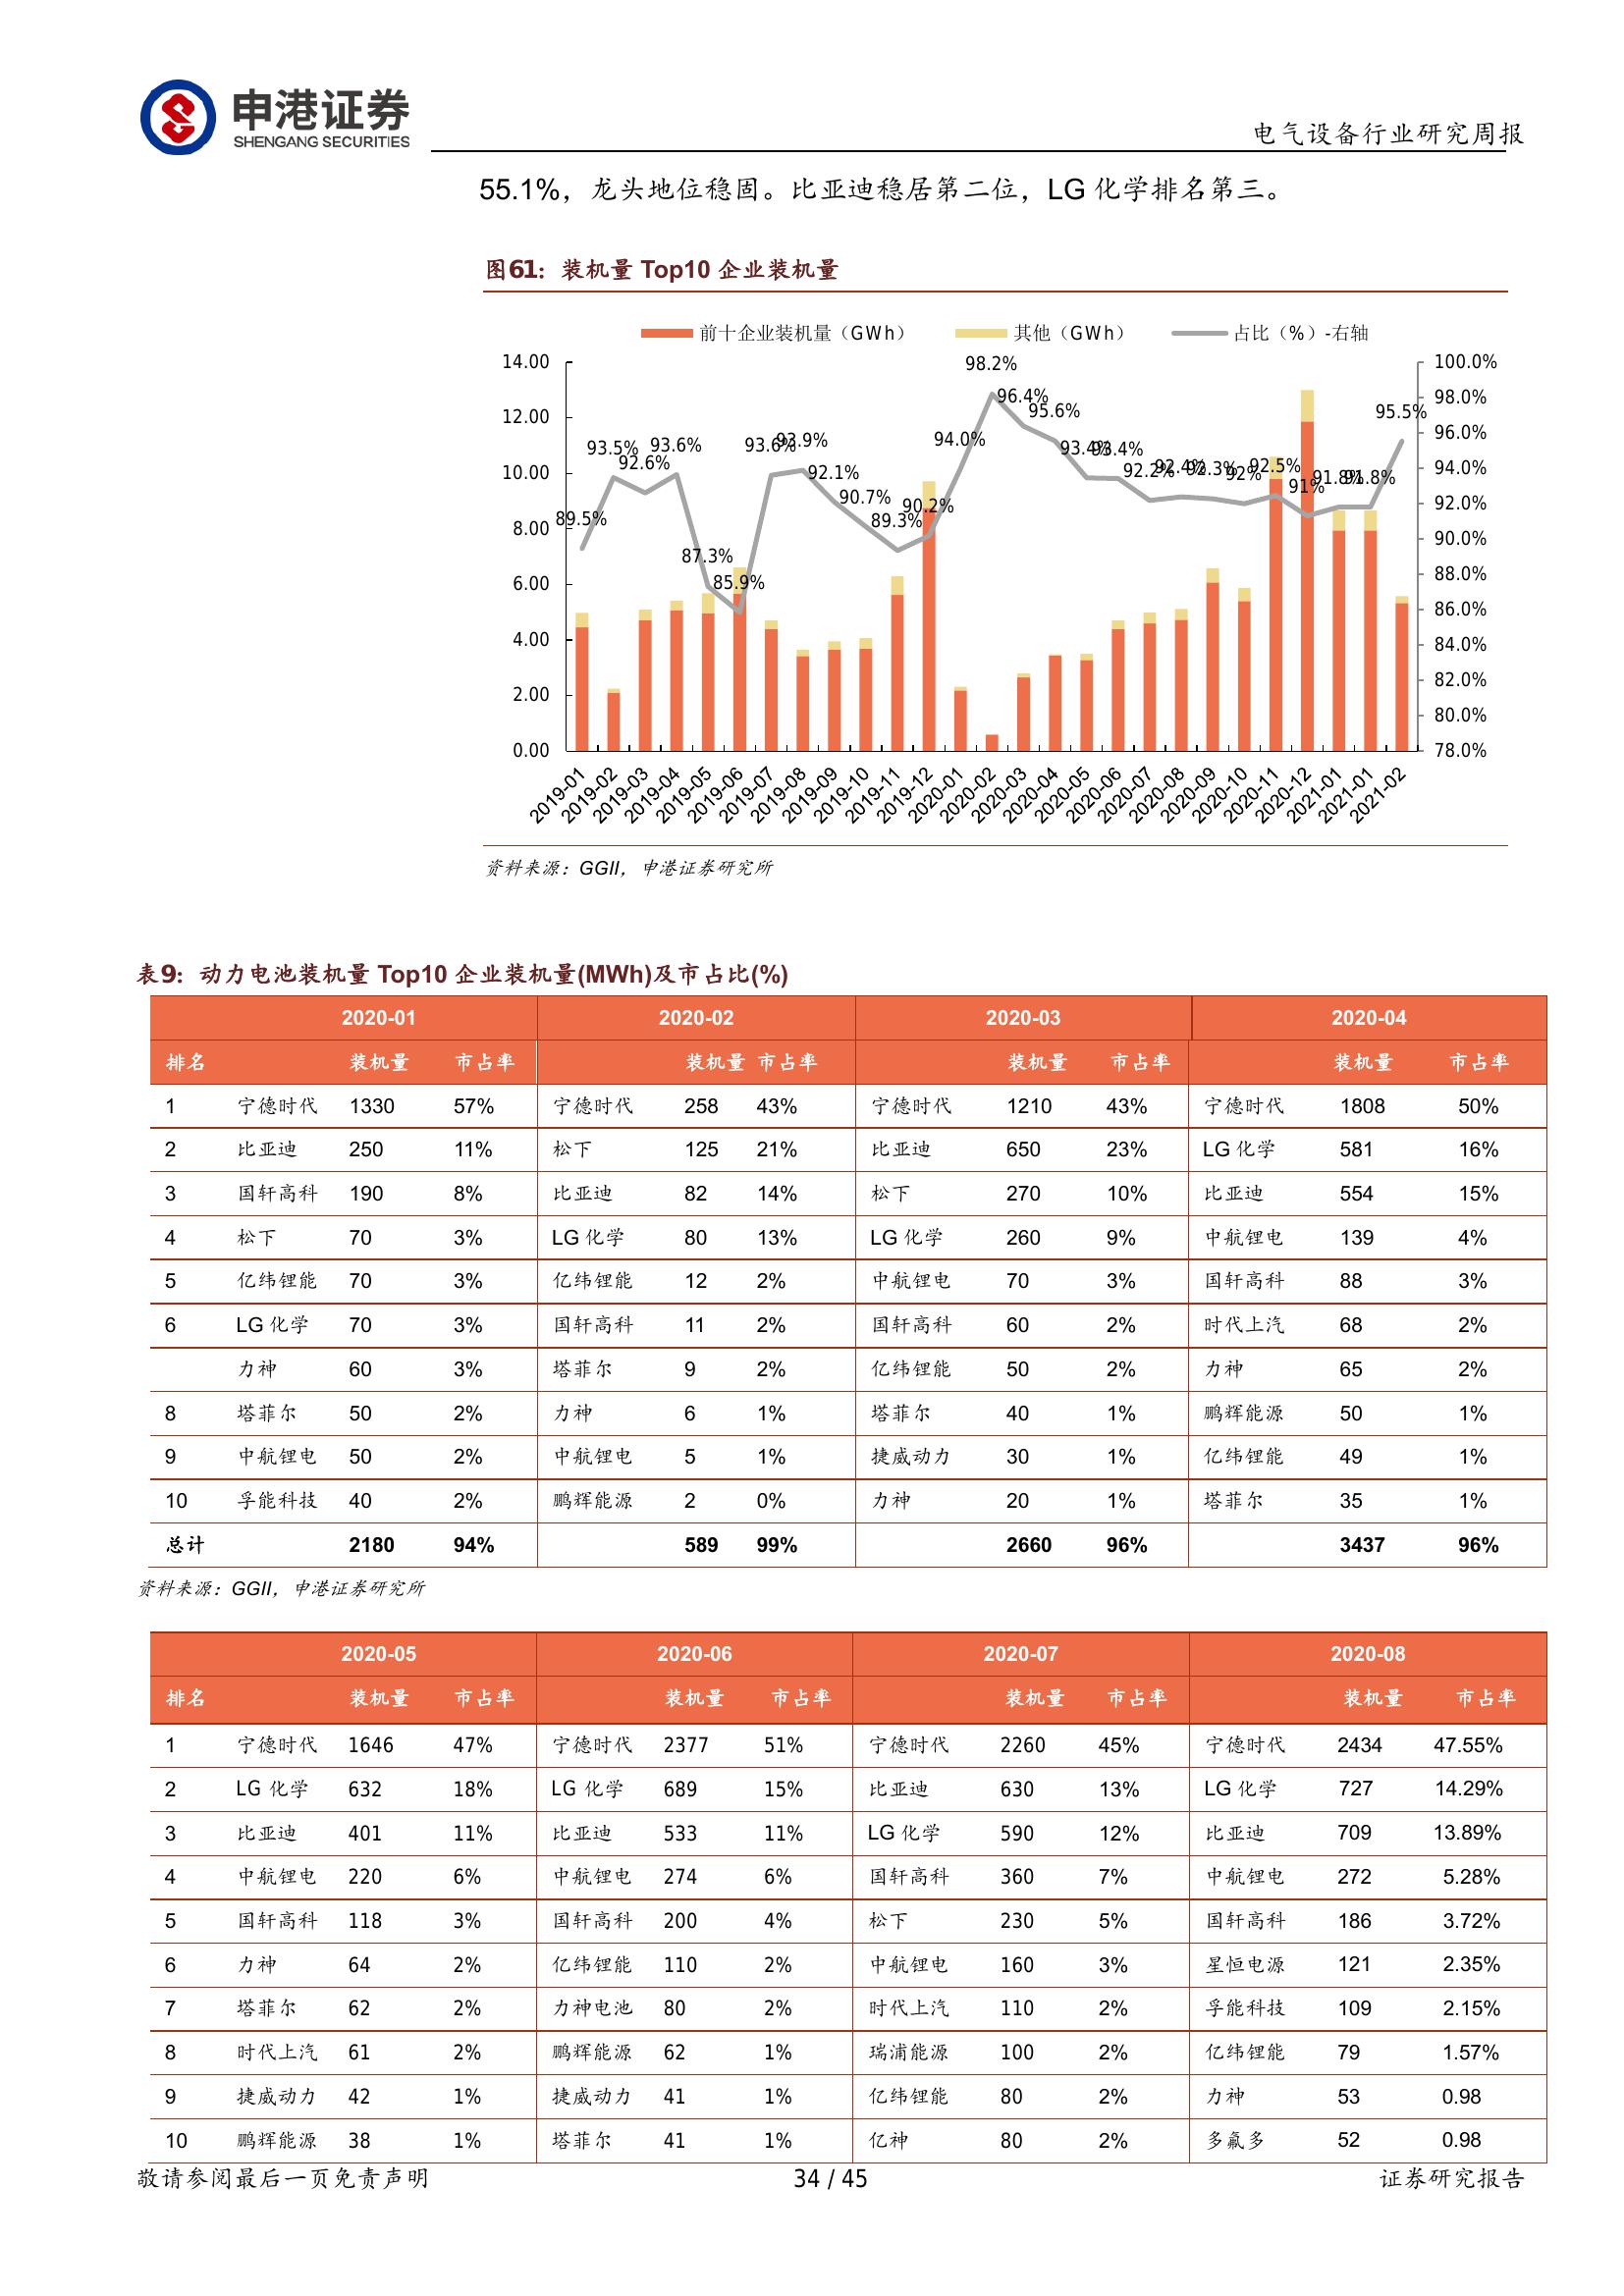 申港证券
SHENGANG SECURITIES
电气设备行业研究周报
55.1%，龙头地位稳固。比亚迪稳居第二位，LG 化学排名第三。
图61：装机量 Top10 企业装机量
前十企业装机量（GWh） 其他（GWh） 占比（%）-右轴
14.00
12.00
10.00
8.00
6.00
4.00
2.00
0.00
100.0%
98.0%
96.0%
94.0%
92.0%
90.0%
88.0%
86.0%
84.0%
82.0%
80.0%
78.0%
89.5% 93.5% 92.6% 93.6% 87.3% 85.9% 93.6% 93.9% 92.1% 90.7% 89.3% 90.2% 94.0% 98.2% 96.4% 95.6% 93.4% 93.4% 92.2% 92.4% 92.3% 92% 92.5% 91% 91.8% 91.8% 95.5%
2019-01 2019-02 2019-03 2019-04 2019-05 2019-06 2019-07 2019-08 2019-09 2019-10 2019-11 2019-12 2020-01 2020-02 2020-03 2020-04 2020-05 2020-06 2020-07 2020-08 2020-09 2020-10 2020-11 2020-12 2021-01 2021-01 2021-02
资料来源：GGII，申港证券研究所
表9：动力电池装机量 Top10 企业装机量(MWh)及市占比(%)
2020-01 2020-02 2020-03 2020-04
排名 装机量 市占率 装机量 市占率 装机量 市占率 装机量 市占率
1 宁德时代 1330 57% 宁德时代 258 43% 宁德时代 1210 43% 宁德时代 1808 50%
2 比亚迪 250 11% 松下 125 21% 比亚迪 650 23% LG 化学 581 16%
3 国轩高科 190 8% 比亚迪 82 14% 松下 270 10% 比亚迪 554 15%
4 松下 70 3% LG 化学 80 13% LG 化学 260 9% 中航锂电 139 4%
5 亿纬锂能 70 3% 亿纬锂能 12 2% 中航锂电 70 3% 国轩高科 88 3%
6 LG 化学 70 3% 国轩高科 11 2% 国轩高科 60 2% 时代上汽 68 2%
力神 60 3% 塔菲尔 9 2% 亿纬锂能 50 2% 力神 65 2%
8 塔菲尔 50 2% 力神 6 1% 塔菲尔 40 1% 鹏辉能源 50 1%
9 中航锂电 50 2% 中航锂电 5 1% 捷威动力 30 1% 亿纬锂能 49 1%
10 孚能科技 40 2% 鹏辉能源 2 0% 力神 20 1% 塔菲尔 35 1%
总计 2180 94% 589 99% 2660 96% 3437 96%
资料来源：GGII，申港证券研究所
2020-05 2020-06 2020-07 2020-08
排名 装机量 市占率 装机量 市占率 装机量 市占率 装机量 市占率
1 宁德时代 1646 47% 宁德时代 2377 51% 宁德时代 2260 45% 宁德时代 2434 47.55%
2 LG 化学 632 18% LG 化学 689 15% 比亚迪 630 13% LG 化学 727 14.29%
3 比亚迪 401 11% 比亚迪 533 11% LG 化学 590 12% 比亚迪 709 13.89%
4 中航锂电 220 6% 中航锂电 274 6% 国轩高科 360 7% 中航锂电 272 5.28%
5 国轩高科 118 3% 国轩高科 200 4% 松下 230 5% 国轩高科 186 3.72%
6 力神 64 2% 亿纬锂能 110 2% 中航锂电 160 3% 星恒电源 121 2.35%
7 塔菲尔 62 2% 力神电池 80 2% 时代上汽 110 2% 孚能科技 109 2.15%
8 时代上汽 61 2% 鹏辉能源 62 1% 瑞浦能源 100 2% 亿纬锂能 79 1.57%
9 捷威动力 42 1% 捷威动力 41 1% 亿纬锂能 80 2% 力神 53 0.98
10 鹏辉能源 38 1% 塔菲尔 41 1% 亿神 80 2% 多氟多 52 0.98
敬请参阅最后一页免责声明 34 / 45 证券研究报告